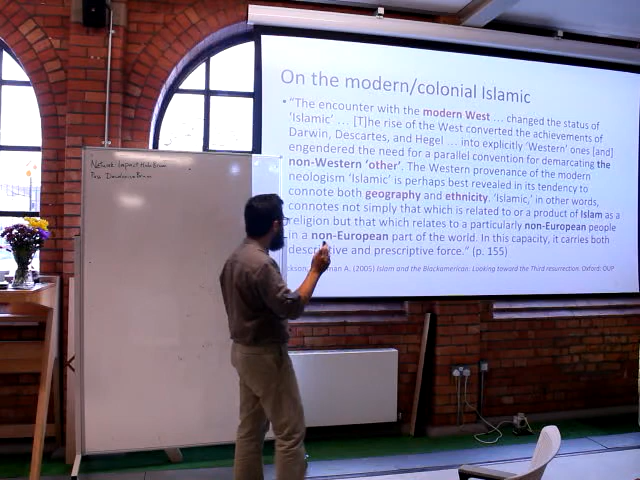 On the modern/colonial Islamic
• "The encounter with the modern West … changed the status of
'Islamic' … [T]he rise of the West converted the achievements of
Darwin, Descartes, and Hegel … into explicitly 'Western' ones [and]
engendered the need for a parallel convention for demarcating the
non-Western 'other'. The Western provenance of the modern
neologism 'Islamic' is perhaps best revealed in its tendency to
connote both geography and ethnicity. 'Islamic,' in other words,
connotes not simply that which is related to or a product of Islam as a
religion but that which relates to a particularly non-European people
in a non-European part of the world. In this capacity, it carries both
and prescriptive force." (p. 155)
A. (2005) Islam and the Blackamerican: Looking toward the Third resurrection. Oxford: OUP
Network: Impact Hub
Pass